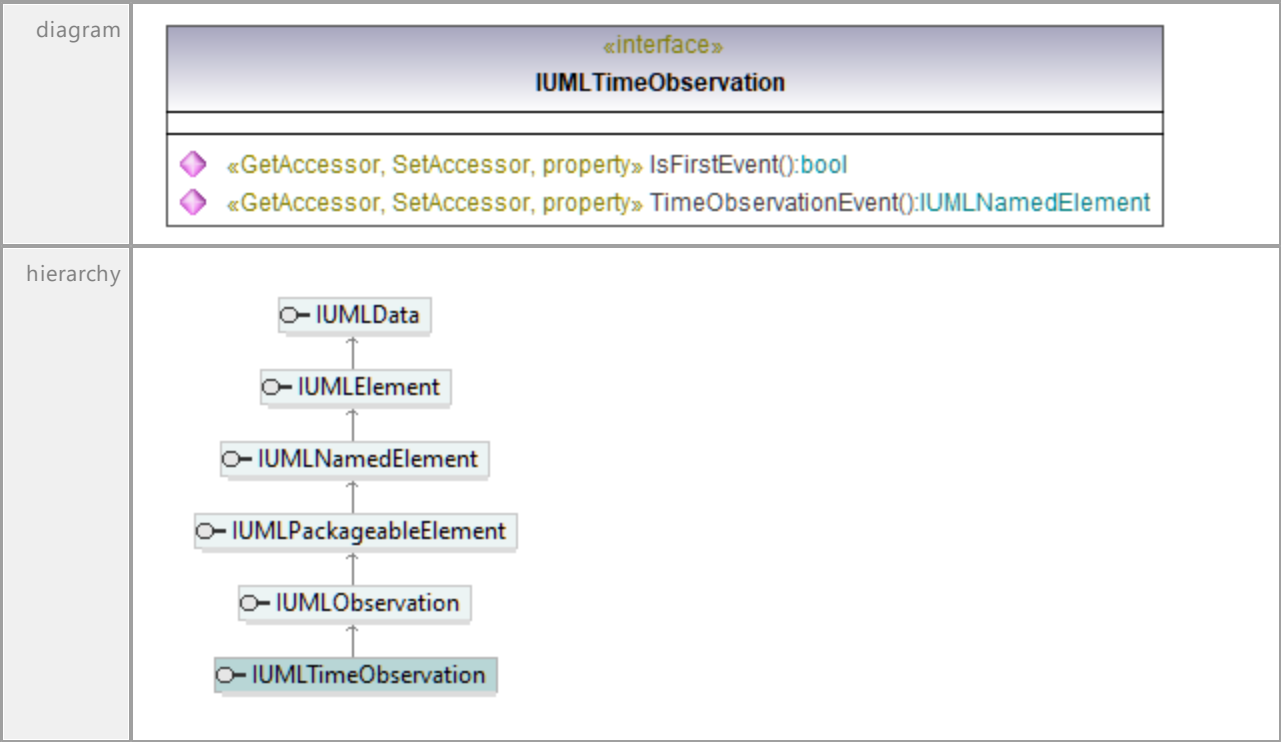 diagram
«interface»
IUMLTimeObservation
«GetAccessor, SetAccessor, property» IsFirstEvent():bool
«GetAccessor, SetAccessor, property» TimeObservationEvent():IUMLNamedElement
hierarchy
IUMLData
IUMLElement
IUMLNamedElement
IUMLPackageableElement
IUMLObservation
IUMLTimeObservation